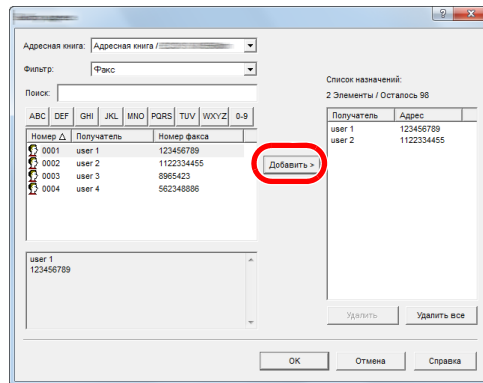 Адресная книга: Адресная книга /
Фильтр: Факс
Поиск:
ABC DEF GHI JKL MNO PQRS TUV WXYZ 0-9
Номер Получатель Номер факса
0001 user 1 123456789
0002 user 2 1122334455
0003 user 3 8965423
0004 user 4 562348886
user 1
123456789
Добавить >
Список назначений:
2 Элементы / Осталось 98
Получатель Адрес
user 1 123456789
user 2 1122334455
Удалить Удалить все
OK Отмена Справка